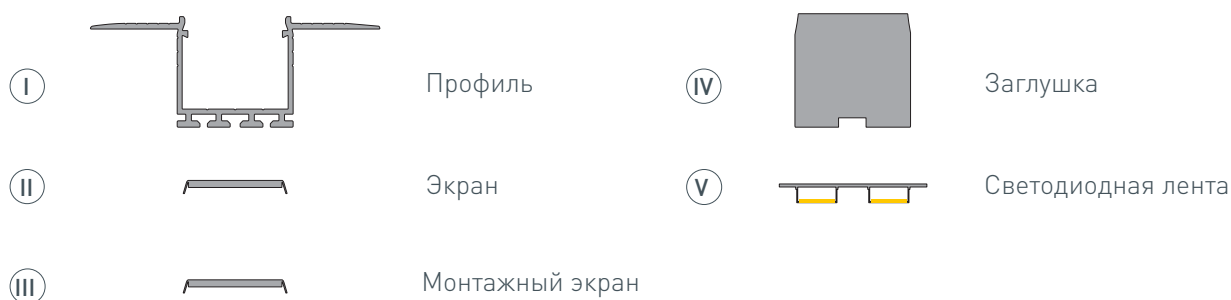 I
Профиль
IV
Заглушка
II
Экран
V
Светодиодная лента
III
Монтажный экран